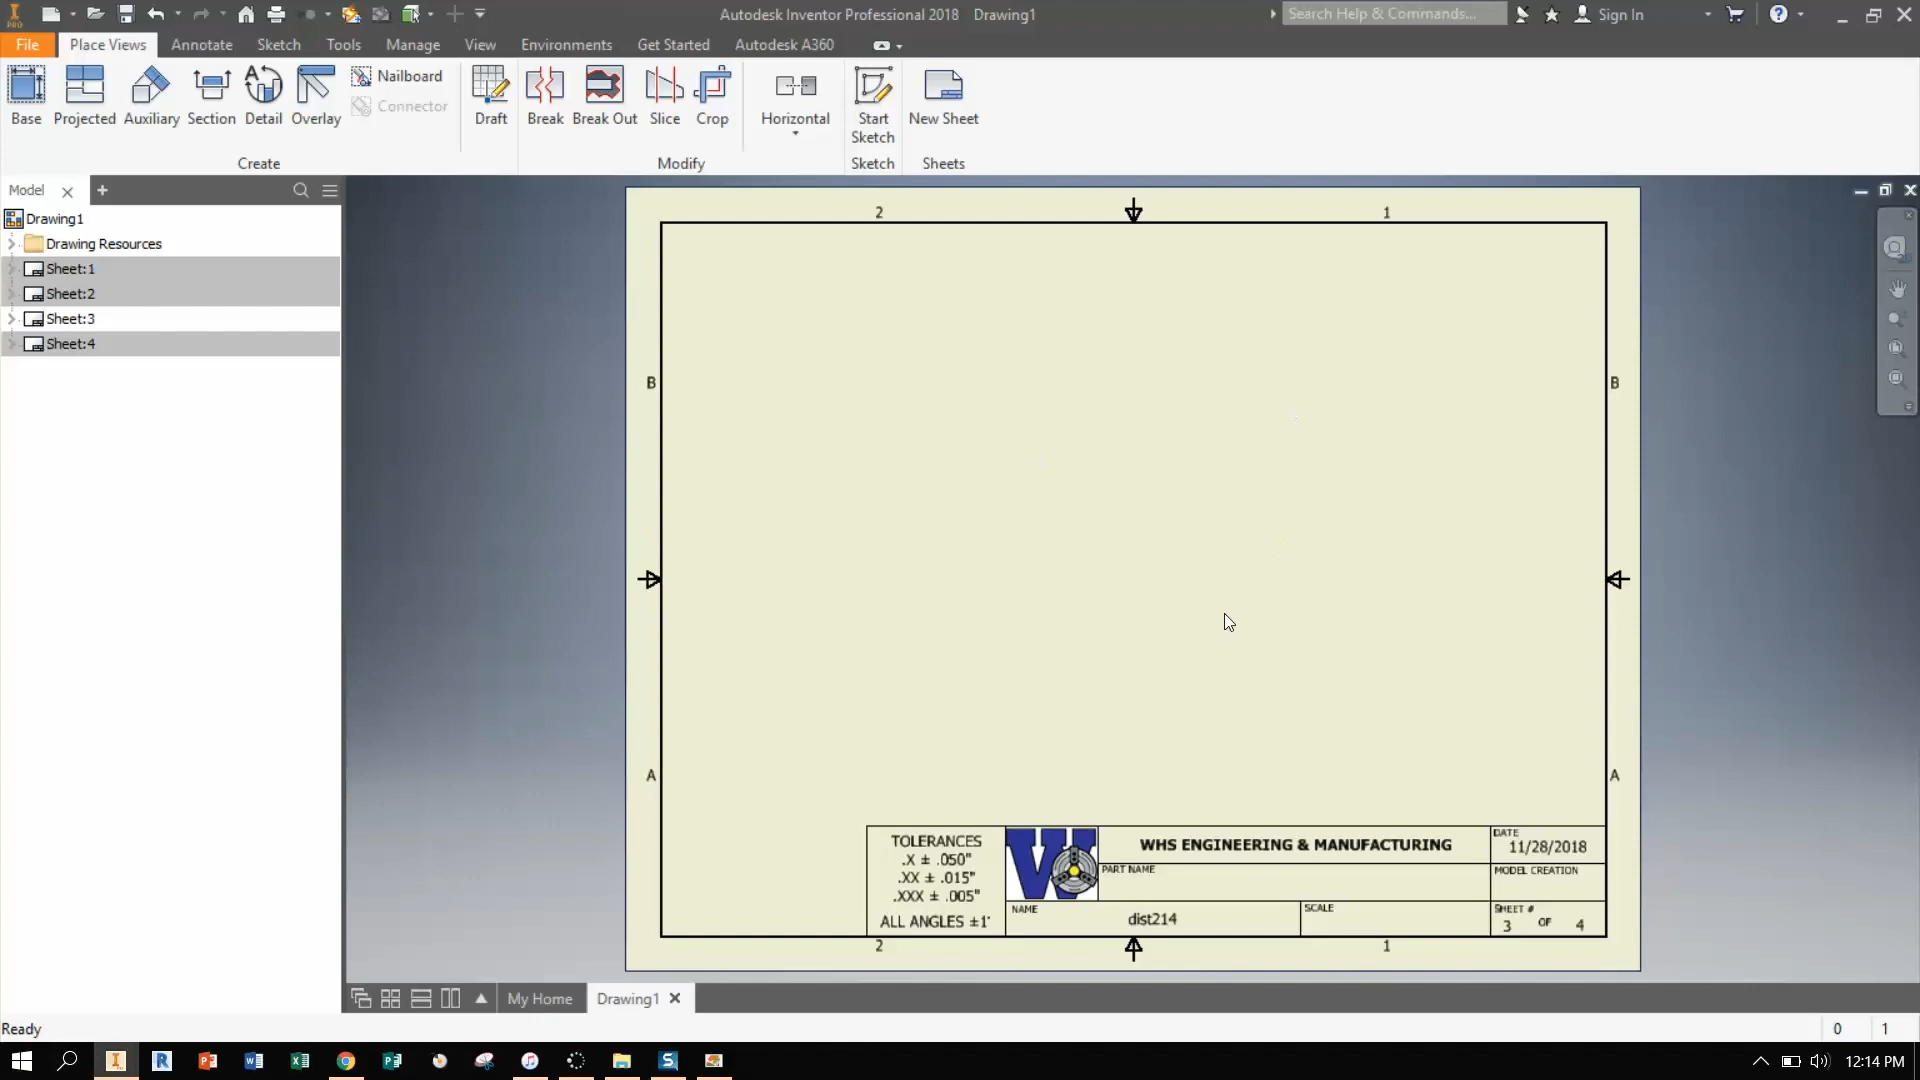 Autodesk Inventor Professional 2018 Drawing1
Search Help & Commands...
Sign In
PRO
File
Place Views
Annotate
Sketch
Tools
Manage
View
Environments
Get Started
Autodesk A360
Base
Projected
Auxiliary
Section
Detail
Overlay
Nailboard
Connector
Draft
Break
Break Out
Slice
Crop
Horizontal
Start
Sketch
New Sheet
Create
Modify
Sketch
Sheets
Model
Drawing1
Drawing Resources
Sheet:1
Sheet:2
Sheet:3
Sheet:4
2
1
B
B
A
A
TOLERANCES
.X ± .050"
.XX ± .015"
.XXX ± .005"
ALL ANGLES ±1°
W
WHS ENGINEERING & MANUFACTURING
DATE
11/28/2018
PART NAME
MODEL CREATION
NAME
dist214
SCALE
SHEET #
3 OF 4
2
1
My Home
Drawing1
Ready
0
1
12:14 PM